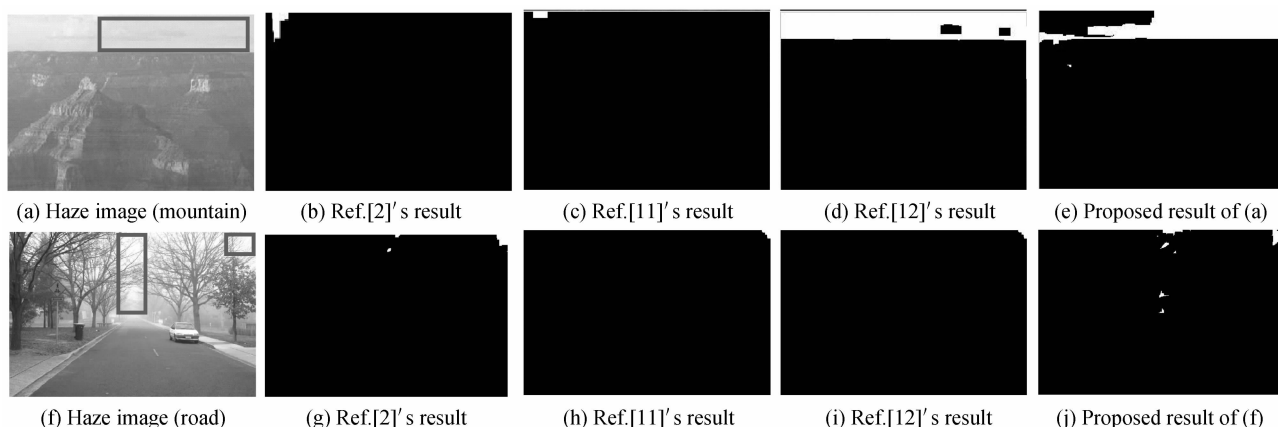 (a) Haze image (mountain)
(b) Ref.[2]′s result
(c) Ref.[11]′s result
(d) Ref.[12]′s result
(e) Proposed result of (a)
(f) Haze image (road)
(g) Ref.[2]′s result
(h) Ref.[11]′s result
(i) Ref.[12]′s result
(j) Proposed result of (f)